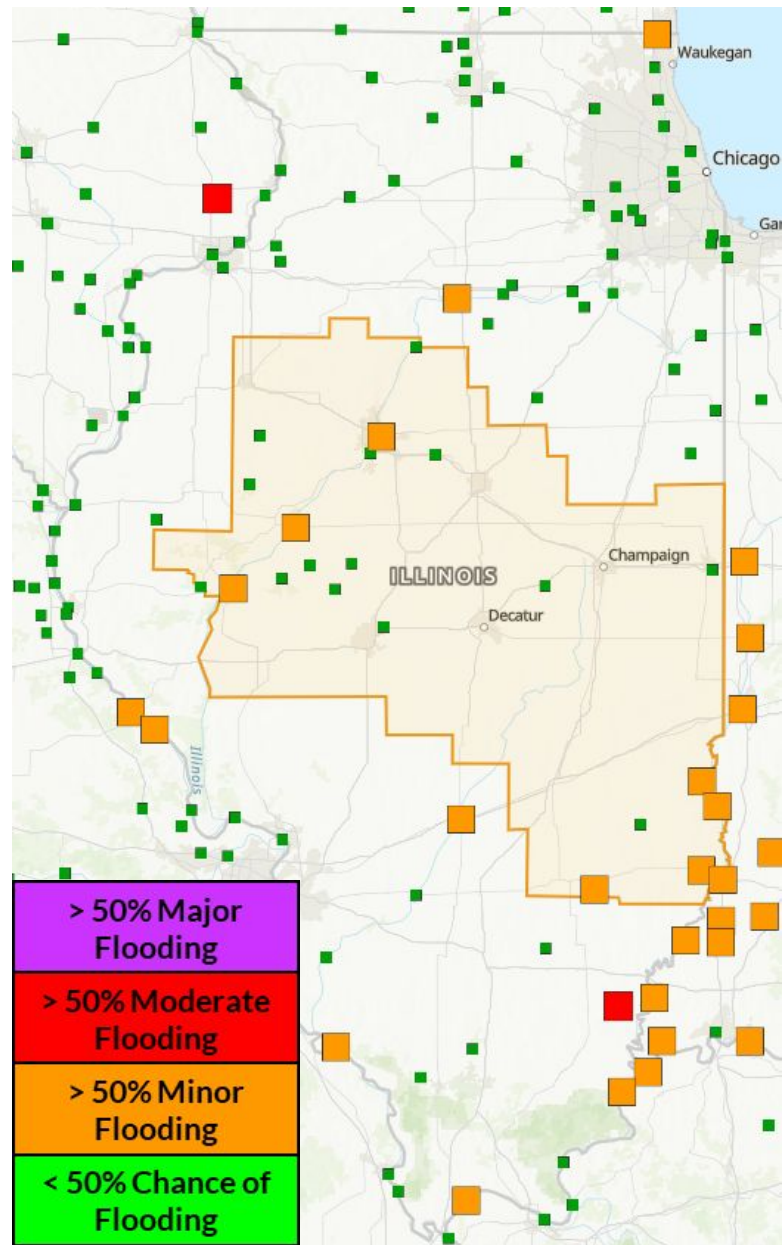 Waukegan
Chicago
Gar
ILLINOIS
Champaign
Decatur
Illinois
> 50% Major
Flooding
> 50% Moderate
Flooding
> 50% Minor
Flooding
< 50% Chance of
Flooding